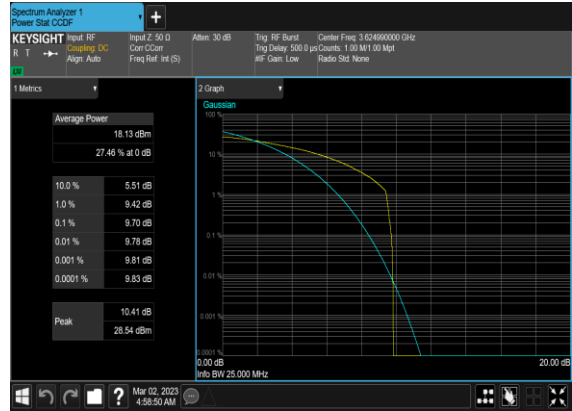 Spectrum Analyzer 1
Power Stat CCDF
+
KEYSIGHT Input: RF Input Z: 50 Ω Atten: 30 dB Trig: RF Burst Center Freq: 3.624990000 GHz
R T Coupling: DC Corr CCorr Trig Delay: 500.0 µs Counts: 1.00 M/1.00 Mpt
Align: Auto Freq Ref: Int (S) #IF Gain: Low Radio Std: None
1 Metrics
2 Graph
Average Power
18.13 dBm
27.46 % at 0 dB
10.0 % 5.51 dB
1.0 % 9.42 dB
0.1 % 9.70 dB
0.01 % 9.78 dB
0.001 % 9.81 dB
0.0001 % 9.83 dB
Peak 10.41 dB
28.54 dBm
Gaussian
100 %
10 %
1 %
0.1 %
0.01 %
0.001 %
0.0001 %
0.00 dB 20.00 dB
Info BW 25.000 MHz
? Mar 02, 2023
4:58:50 AM